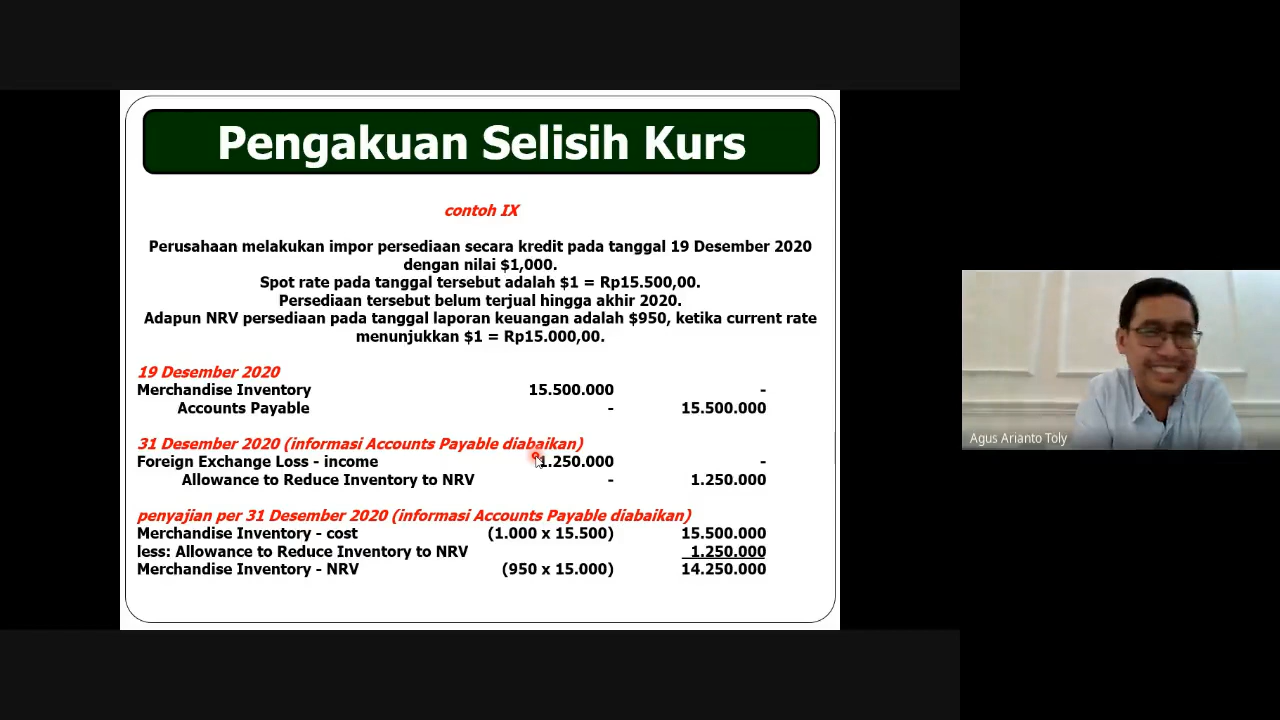 Pengakuan Selisih Kurs
contoh IX
Perusahaan melakukan impor persediaan secara kredit pada tanggal 19 Desember 2020
dengan nilai $1,000.
Spot rate pada tanggal tersebut adalah $1 = Rp15.500,00.
Persediaan tersebut belum terjual hingga akhir 2020.
Adapun NRV persediaan pada tanggal laporan keuangan adalah $950, ketika current rate
menunjukkan $1 = Rp15.000,00.
19 Desember 2020
Merchandise Inventory 15.500.000 -
Accounts Payable - 15.500.000
31 Desember 2020 (informasi Accounts Payable diabaikan)
Foreign Exchange Loss - income 1.250.000 -
Allowance to Reduce Inventory to NRV - 1.250.000
penyajian per 31 Desember 2020 (informasi Accounts Payable diabaikan)
Merchandise Inventory - cost (1.000 x 15.500) 15.500.000
less: Allowance to Reduce Inventory to NRV 1.250.000
Merchandise Inventory - NRV (950 x 15.000) 14.250.000
Agus Arianto Toly